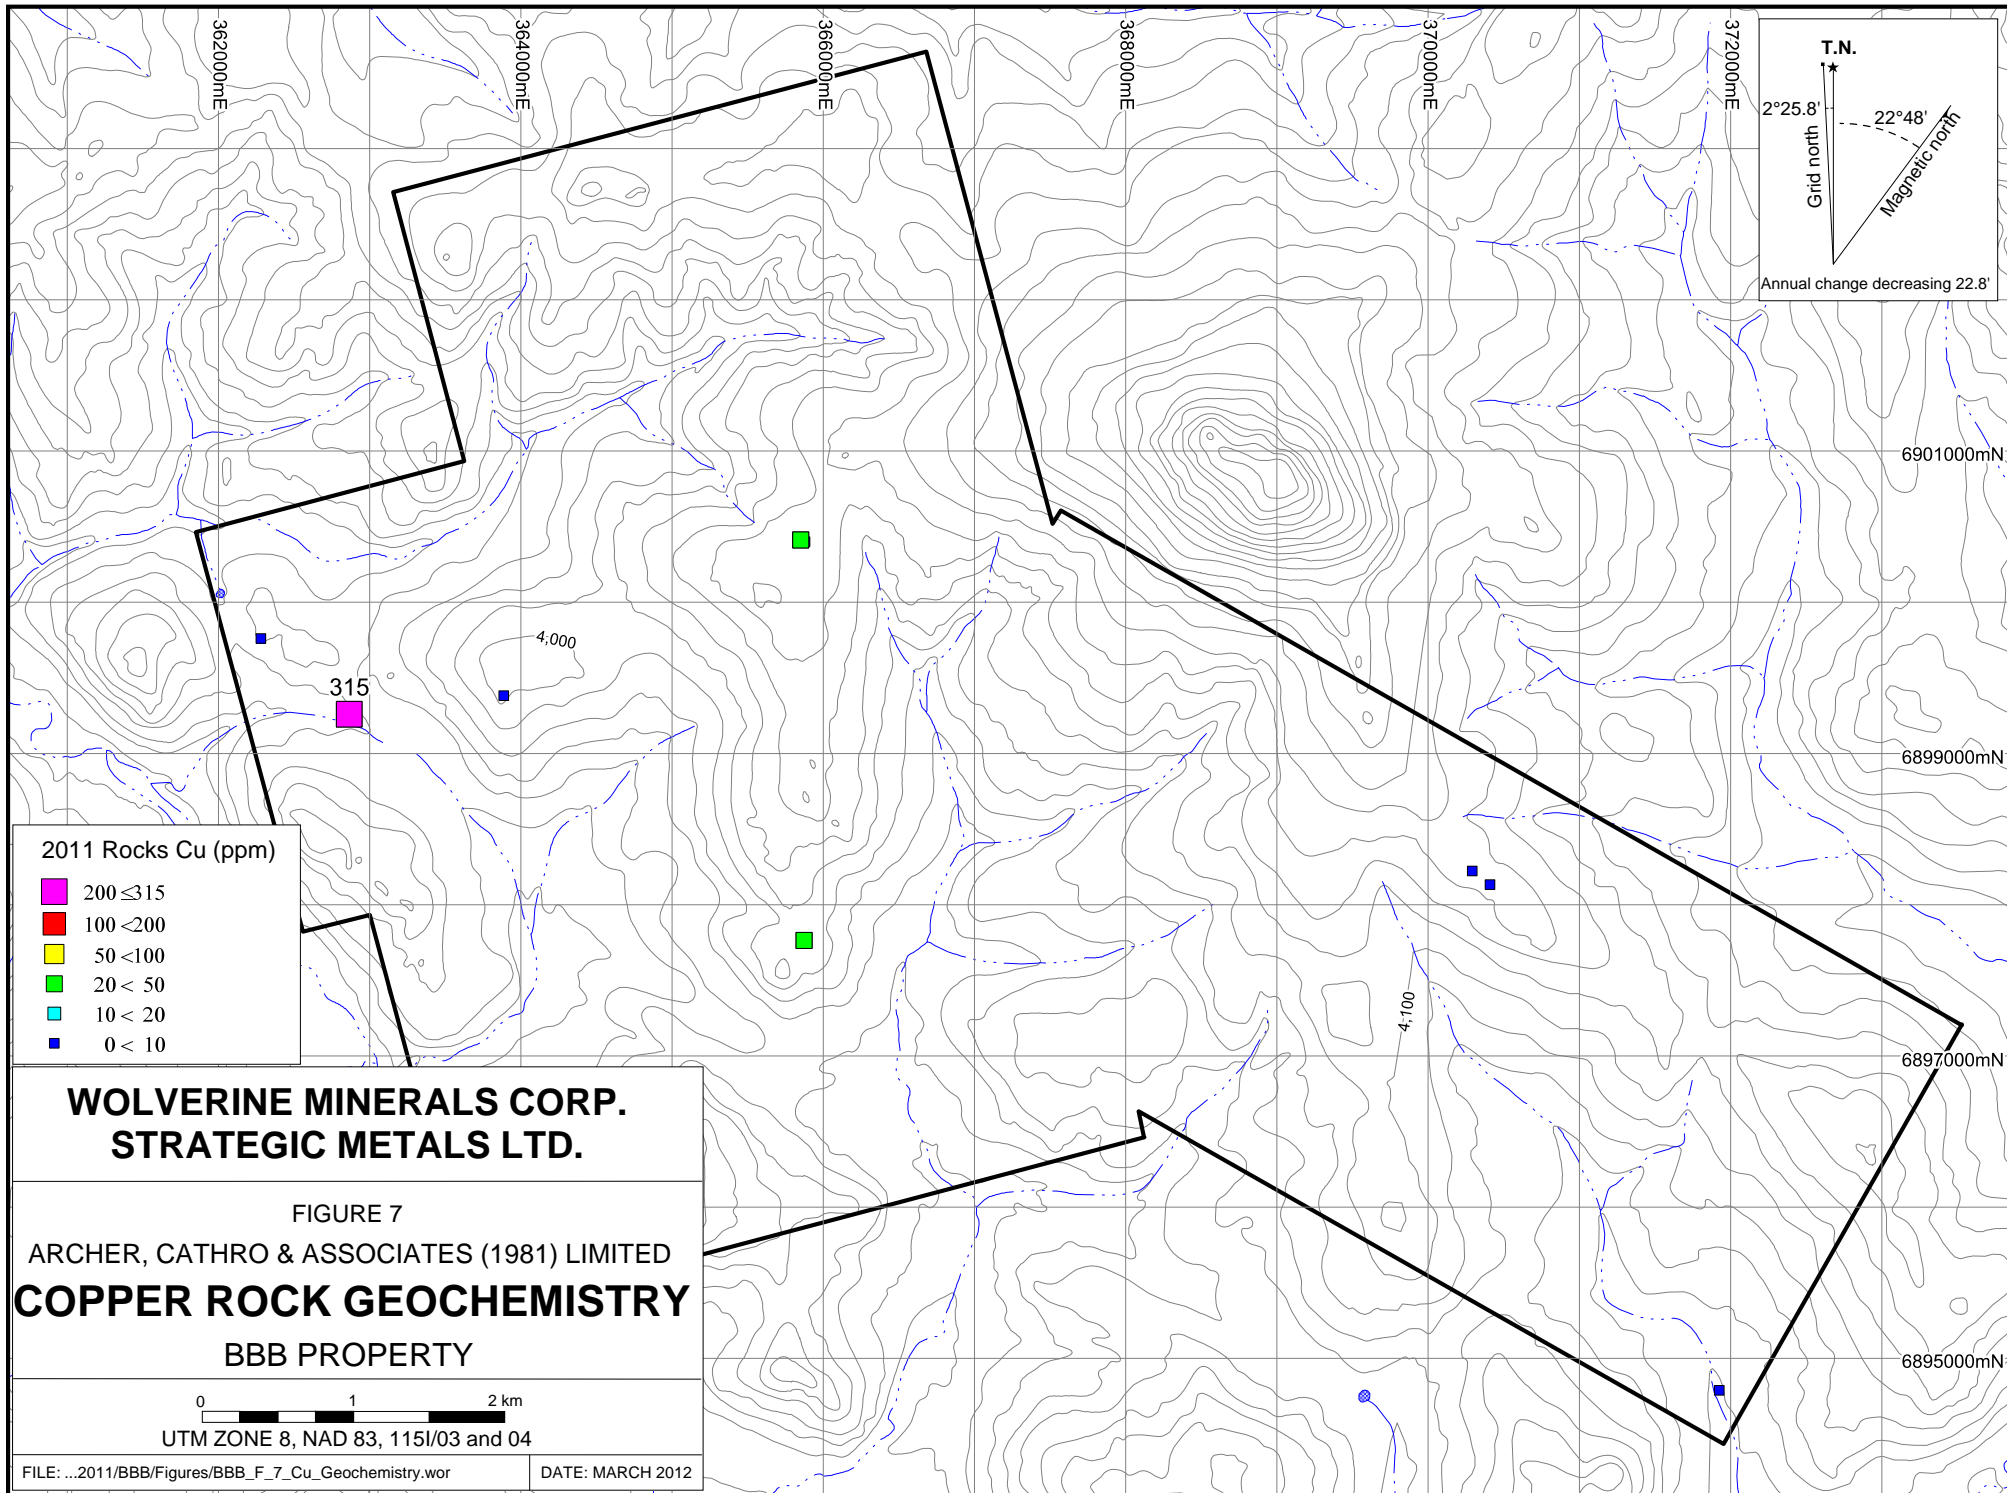 362000mE
364000mE
366000mE
368000mE
370000mE
372000mE
T.N.
2°25.8'
22°48'
Grid north
Magnetic north
Annual change decreasing 22.8'
6901000mN
4,000
315
6899000mN
2011 Rocks Cu (ppm)
200 ≤315
100 <200
50 <100
20 < 50
10 < 20
0 < 10
4,100
6897000mN
WOLVERINE MINERALS CORP.
STRATEGIC METALS LTD.
FIGURE 7
ARCHER, CATHRO & ASSOCIATES (1981) LIMITED
COPPER ROCK GEOCHEMISTRY
BBB PROPERTY
6895000mN
0 1 2 km
UTM ZONE 8, NAD 83, 115I/03 and 04
FILE: ...2011/BBB/Figures/BBB_F_7_Cu_Geochemistry.wor
DATE: MARCH 2012